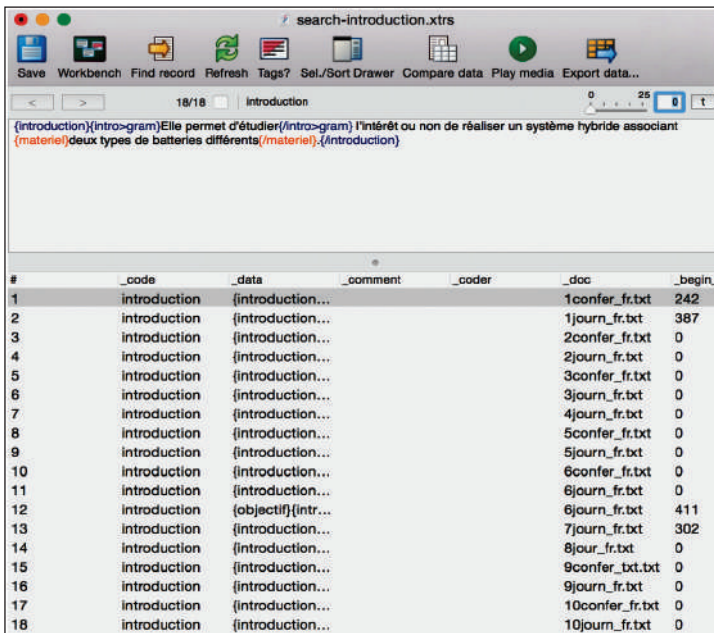 search-introduction.xtrs
Save Workbench Find record Refresh Tags? Sel./Sort Drawer Compare data Play media Export data...
< > 18/18 introduction 0 25 0 t
{introduction}{intro>gram}Elle permet d'étudier{/intro>gram} l'intérêt ou non de réaliser un système hybride associant
{materiel}deux types de batteries différents{/materiel}.{/introduction}
# _code _data _comment _coder _doc _begin_
1 introduction {introduction... 1confer_fr.txt 242
2 introduction {introduction... 1journ_fr.txt 387
3 introduction {introduction... 2confer_fr.txt 0
4 introduction {introduction... 2journ_fr.txt 0
5 introduction {introduction... 3confer_fr.txt 0
6 introduction {introduction... 3journ_fr.txt 0
7 introduction {introduction... 4journ_fr.txt 0
8 introduction {introduction... 5confer_fr.txt 0
9 introduction {introduction... 5journ_fr.txt 0
10 introduction {introduction... 6confer_fr.txt 0
11 introduction {introduction... 6journ_fr.txt 0
12 introduction {objectif}{intr... 6journ_fr.txt 411
13 introduction {introduction... 7journ_fr.txt 302
14 introduction {introduction... 8jour_fr.txt 0
15 introduction {introduction... 9confer_txt.txt 0
16 introduction {introduction... 9journ_fr.txt 0
17 introduction {introduction... 10confer_fr.txt 0
18 introduction {introduction... 10journ_fr.txt 0